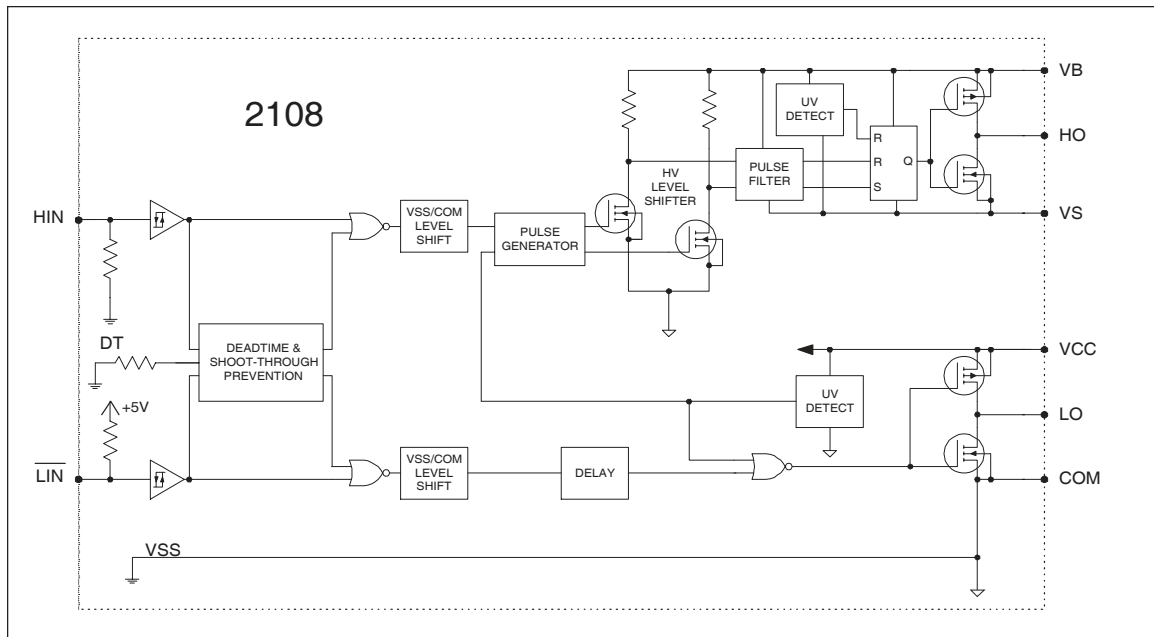 2108
VB
UV
DETECT
HO
R
R
Q
S
PULSE
FILTER
HV
LEVEL
SHIFTER
VS
HIN
VSS/COM
LEVEL
SHIFT
PULSE
GENERATOR
DT
DEADTIME &
SHOOT-THROUGH
PREVENTION
+5V
VCC
UV
DETECT
LO
LIN
VSS/COM
LEVEL
SHIFT
DELAY
COM
VSS